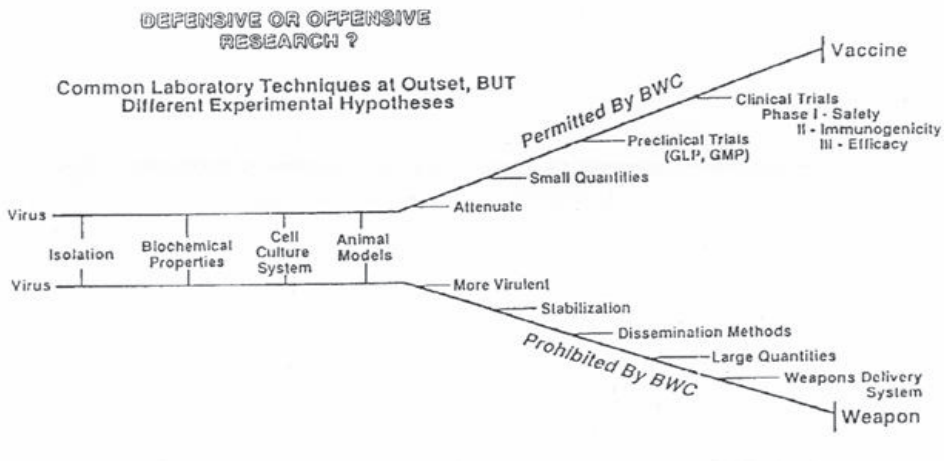 DEFENSIVE OR OFFENSIVE
RESEARCH ?
Common Laboratory Techniques at Outset, BUT
Different Experimental Hypotheses
Permitted By BWC
Vaccine
Clinical Trials
Phase I - Safety
II - Immunogenicity
III - Efficacy
Preclinical Trials
(GLP, GMP)
Small Quantities
Attenuate
Virus
Isolation
Biochemical
Properties
Cell
Culture
System
Animal
Models
Virus
More Virulent
Stabilization
Dissemination Methods
Large Quantities
Weapons Delivery
System
Prohibited By BWC
Weapon